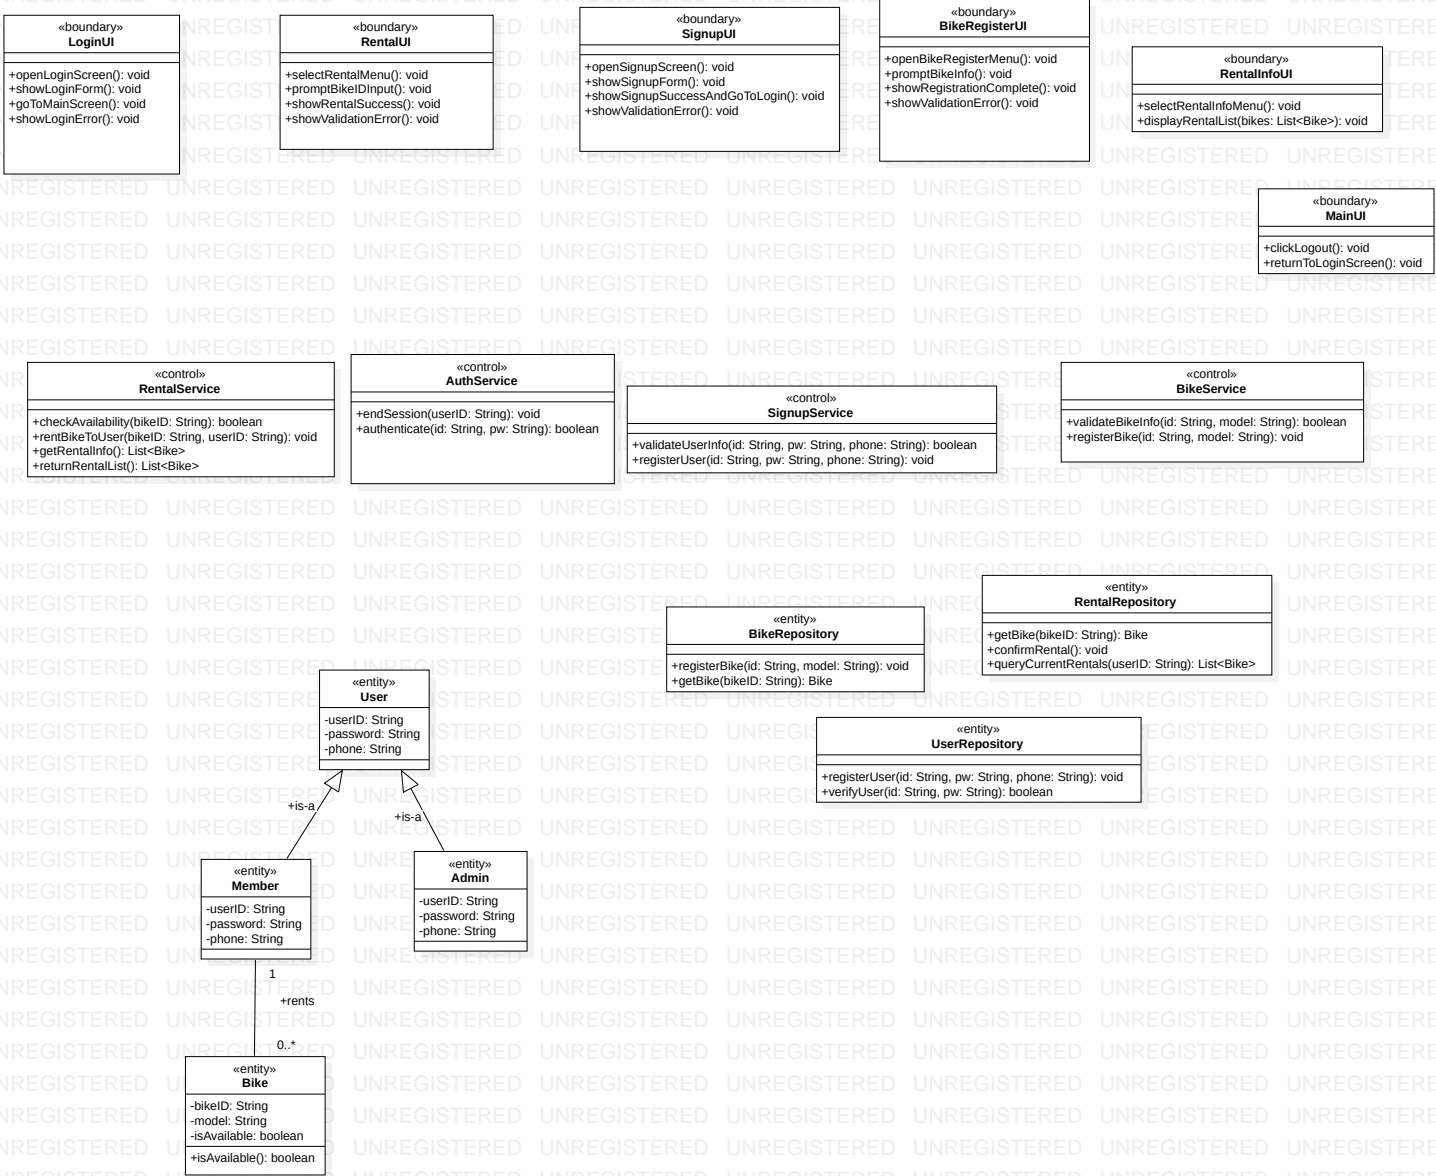 «boundary»
LoginUI
+openLoginScreen(): void
+showLoginForm(): void
+goToMainScreen(): void
+showLoginError(): void
«boundary»
RentalUI
+selectRentalMenu(): void
+promptBikeIDInput(): void
+showRentalSuccess(): void
+showValidationError(): void
«boundary»
SignupUI
+openSignupScreen(): void
+showSignupForm(): void
+showSignupSuccessAndGoToLogin(): void
+showValidationError(): void
«boundary»
BikeRegisterUI
+openBikeRegisterMenu(): void
+promptBikeInfo(): void
+showRegistrationComplete(): void
+showValidationError(): void
«boundary»
RentalInfoUI
+selectRentalInfoMenu(): void
+displayRentalList(bikes: List<Bike>): void
«boundary»
MainUI
+clickLogout(): void
+returnToLoginScreen(): void
«control»
RentalService
+checkAvailability(bikeID: String): boolean
+rentBikeToUser(bikeID: String, userID: String): void
+getRentalInfo(): List<Bike>
+returnRentalList(): List<Bike>
«control»
AuthService
+endSession(userID: String): void
+authenticate(id: String, pw: String): boolean
«control»
SignupService
+validateUserInfo(id: String, pw: String, phone: String): boolean
+registerUser(id: String, pw: String, phone: String): void
«control»
BikeService
+validateBikeInfo(id: String, model: String): boolean
+registerBike(id: String, model: String): void
«entity»
RentalRepository
+getBike(bikeID: String): Bike
+confirmRental(): void
+queryCurrentRentals(userID: String): List<Bike>
«entity»
BikeRepository
+registerBike(id: String, model: String): void
+getBike(bikeID: String): Bike
«entity»
UserRepository
+registerUser(id: String, pw: String, phone: String): void
+verifyUser(id: String, pw: String): boolean
«entity»
User
-userID: String
-password: String
-phone: String
+is-a
+is-a
«entity»
Member
-userID: String
-password: String
-phone: String
«entity»
Admin
-userID: String
-password: String
-phone: String
1
+rents
0..*
«entity»
Bike
-bikeID: String
-model: String
-isAvailable: boolean
+isAvailable(): boolean
UNREGISTERED